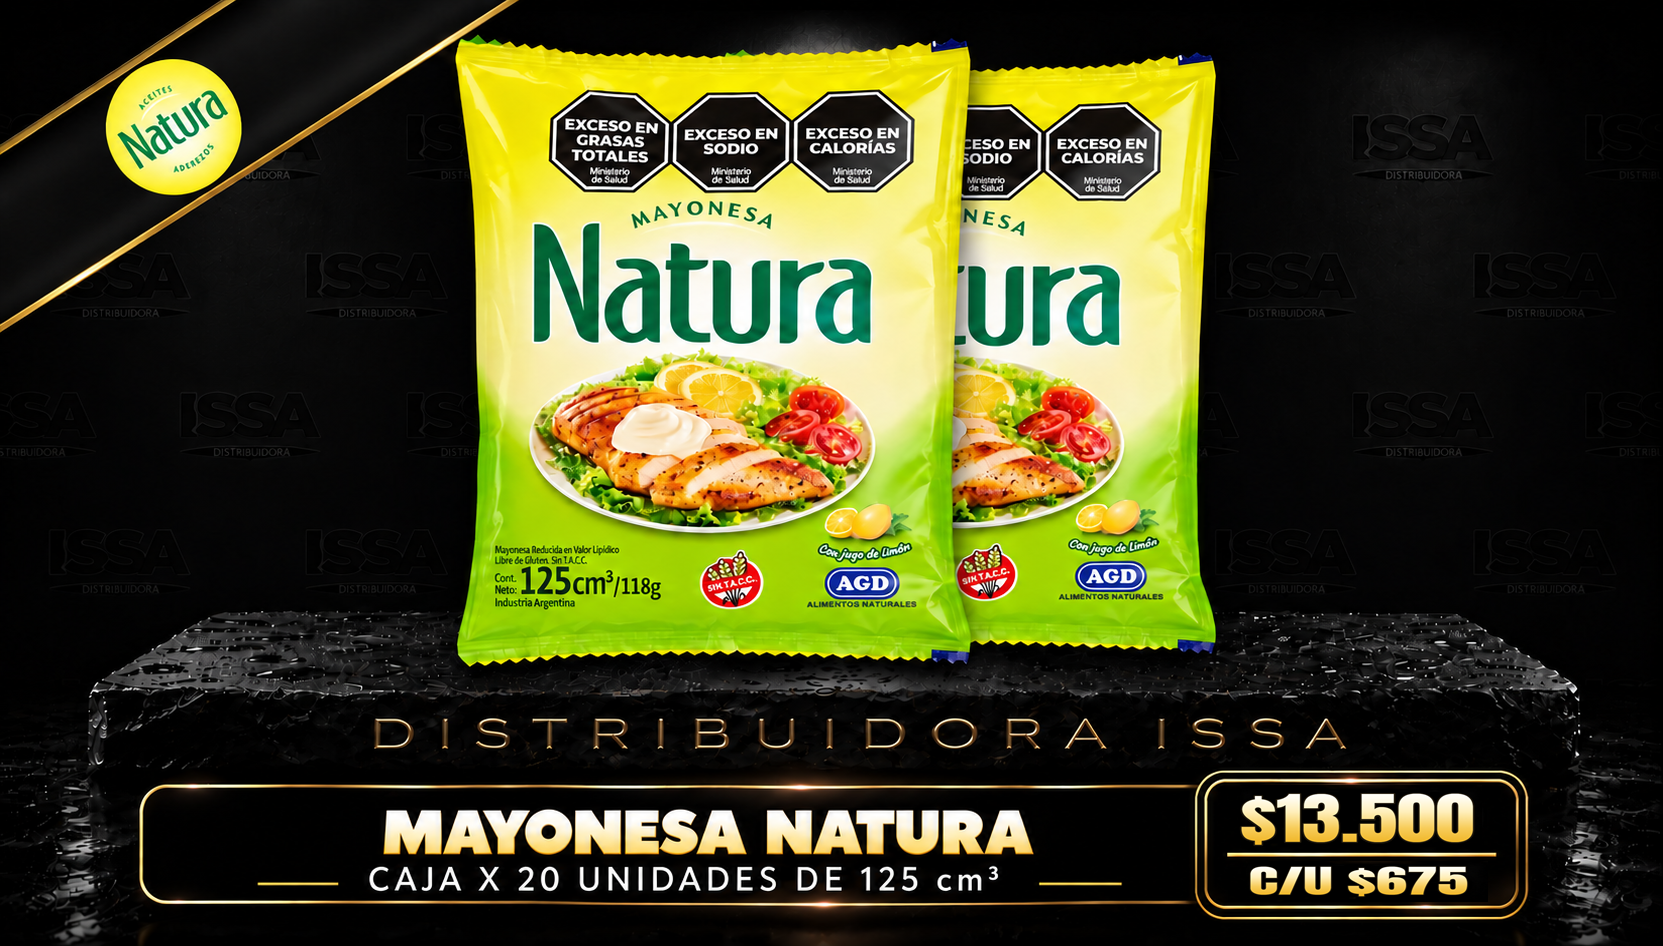 ACEITES
Natura
ADEREZOS
EXCESO EN
GRASAS
TOTALES
Ministerio
de Salud
EXCESO EN
SODIO
Ministerio
de Salud
EXCESO EN
CALORÍAS
Ministerio
de Salud
MAYONESA
Natura
Mayonesa Reducida en Valor Lipídico
Libre de Gluten. Sin T.A.C.C.
Cont.
Neto: 125cm³/118g
Industria Argentina
SIN T.A.C.C.
Con jugo de Limón
AGD
ALIMENTOS NATURALES
CESO EN
SODIO
Ministerio
de Salud
EXCESO EN
CALORÍAS
Ministerio
de Salud
NESA
tura
SIN T.A.C.C.
Con jugo de Limón
AGD
ALIMENTOS NATURALES
ISSA
DISTRIBUIDORA
DISTRIBUIDORA ISSA
MAYONESA NATURA
CAJA X 20 UNIDADES DE 125 cm³
$13.500
C/U $675